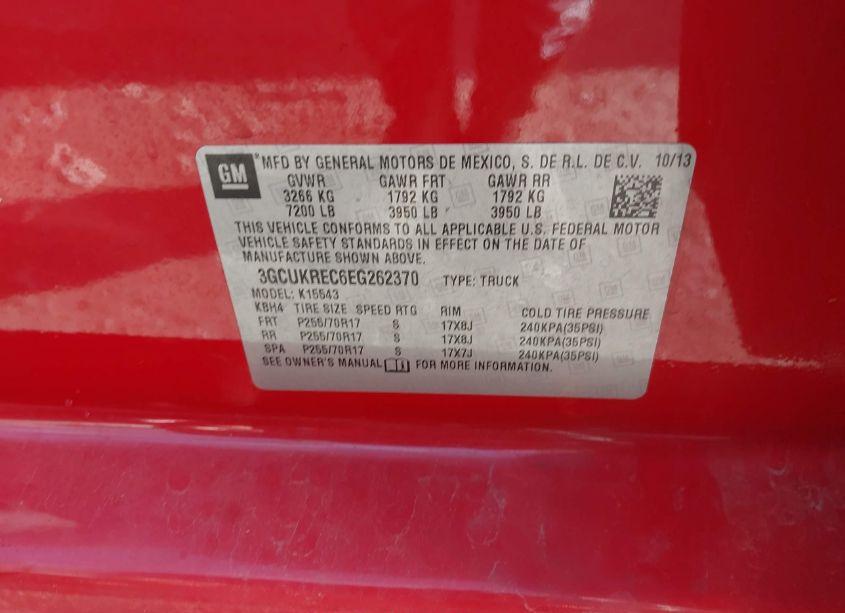 GM
*MFD BY GENERAL MOTORS DE MEXICO, S. DE R.L. DE C.V. 10/13
GVWR GAWR FRT GAWR RR
3266 KG 1792 KG 1792 KG
7200 LB 3950 LB 3950 LB
THIS VEHICLE CONFORMS TO ALL APPLICABLE U.S. FEDERAL MOTOR
VEHICLE SAFETY STANDARDS IN EFFECT ON THE DATE OF
MANUFACTURE SHOWN ABOVE.
3GCUKREC6EG262370 TYPE: TRUCK
MODEL: K15543
KBH4 TIRE SIZE SPEED RTG RIM COLD TIRE PRESSURE
FRT P255/70R17 S 17X8J 240KPA(35PSI)
RR P255/70R17 S 17X8J 240KPA(35PSI)
SPA P255/70R17 S 17X7J 240KPA(35PSI)
SEE OWNER'S MANUAL FOR MORE INFORMATION.